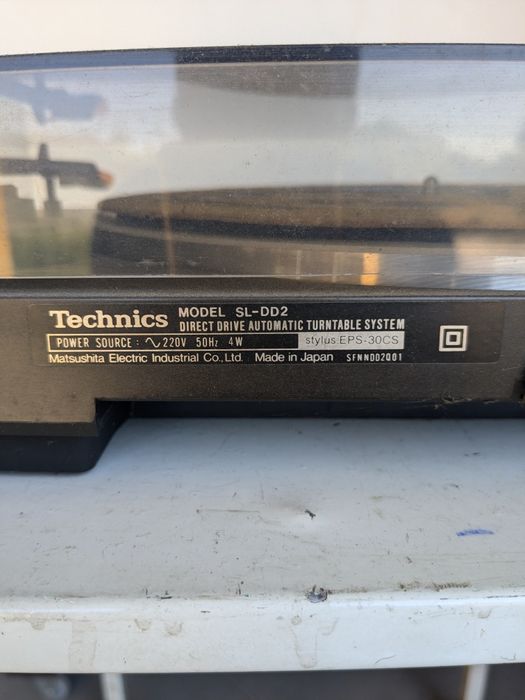 Technics MODEL SL-DD2
DIRECT DRIVE AUTOMATIC TURNTABLE SYSTEM
POWER SOURCE : ∿ 220V 50Hz 4W stylus:EPS-30CS
Matsushita Electric Industrial Co., Ltd. Made in Japan SFNNDD2Q01